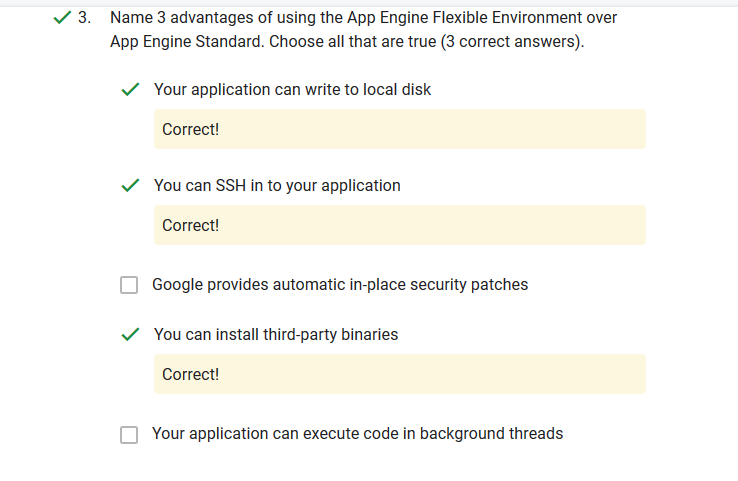 3. Name 3 advantages of using the App Engine Flexible Environment over
App Engine Standard. Choose all that are true (3 correct answers).
Your application can write to local disk
Correct!
You can SSH in to your application
Correct!
Google provides automatic in-place security patches
You can install third-party binaries
Correct!
Your application can execute code in background threads